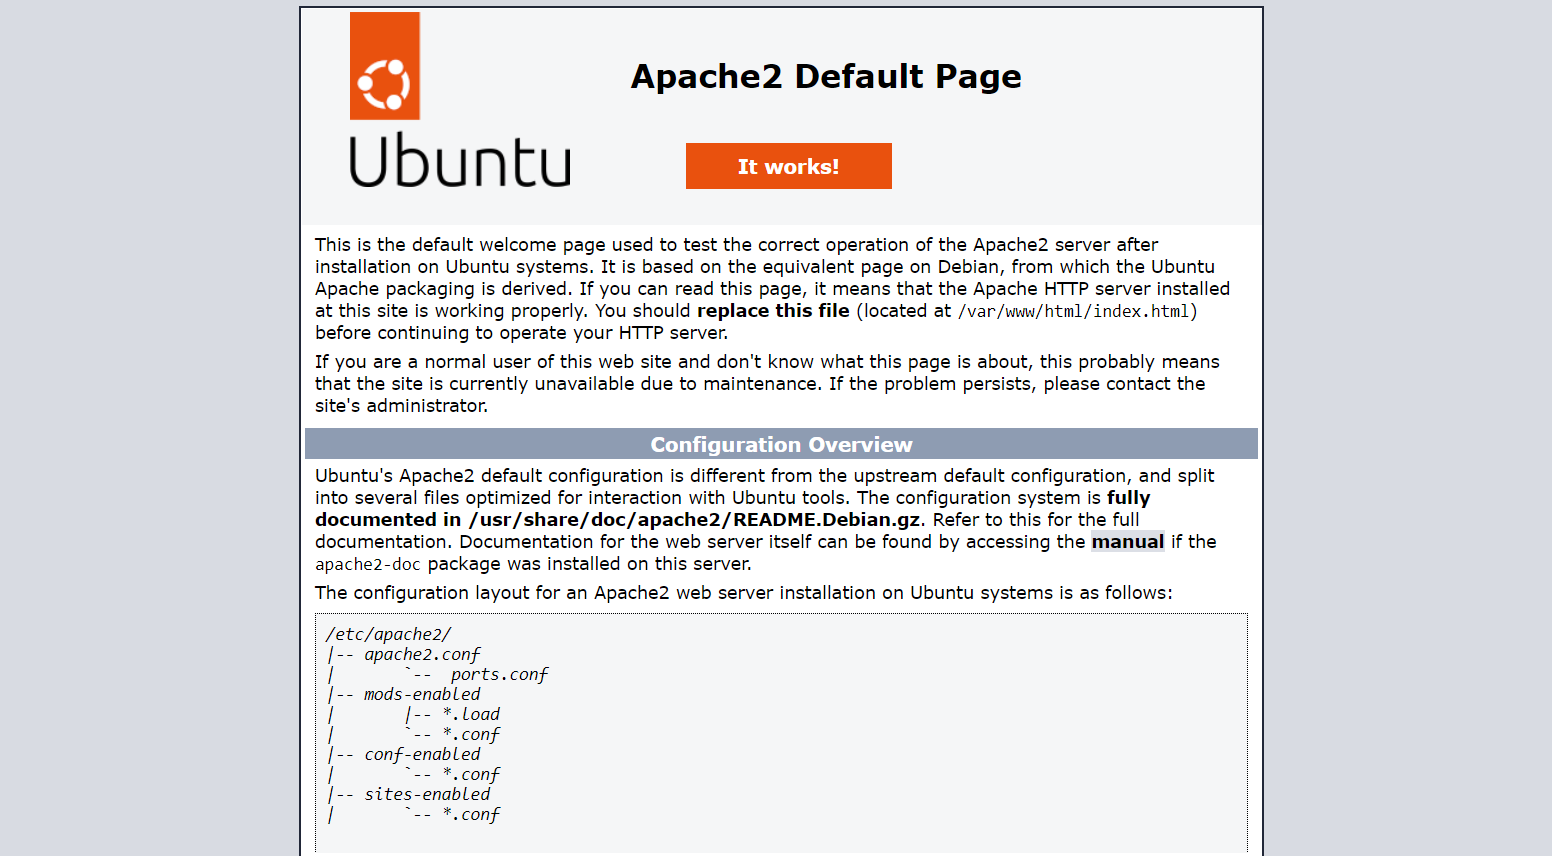 Apache2 Default Page
Ubuntu
It works!
This is the default welcome page used to test the correct operation of the Apache2 server after
installation on Ubuntu systems. It is based on the equivalent page on Debian, from which the Ubuntu
Apache packaging is derived. If you can read this page, it means that the Apache HTTP server installed
at this site is working properly. You should replace this file (located at /var/www/html/index.html)
before continuing to operate your HTTP server.
If you are a normal user of this web site and don't know what this page is about, this probably means
that the site is currently unavailable due to maintenance. If the problem persists, please contact the
site's administrator.
Configuration Overview
Ubuntu's Apache2 default configuration is different from the upstream default configuration, and split
into several files optimized for interaction with Ubuntu tools. The configuration system is fully
documented in /usr/share/doc/apache2/README.Debian.gz. Refer to this for the full
documentation. Documentation for the web server itself can be found by accessing the manual if the
apache2-doc package was installed on this server.
The configuration layout for an Apache2 web server installation on Ubuntu systems is as follows:
/etc/apache2/
|-- apache2.conf
|       `--  ports.conf
|-- mods-enabled
|       |-- *.load
|       `-- *.conf
|-- conf-enabled
|       `-- *.conf
|-- sites-enabled
|       `-- *.conf